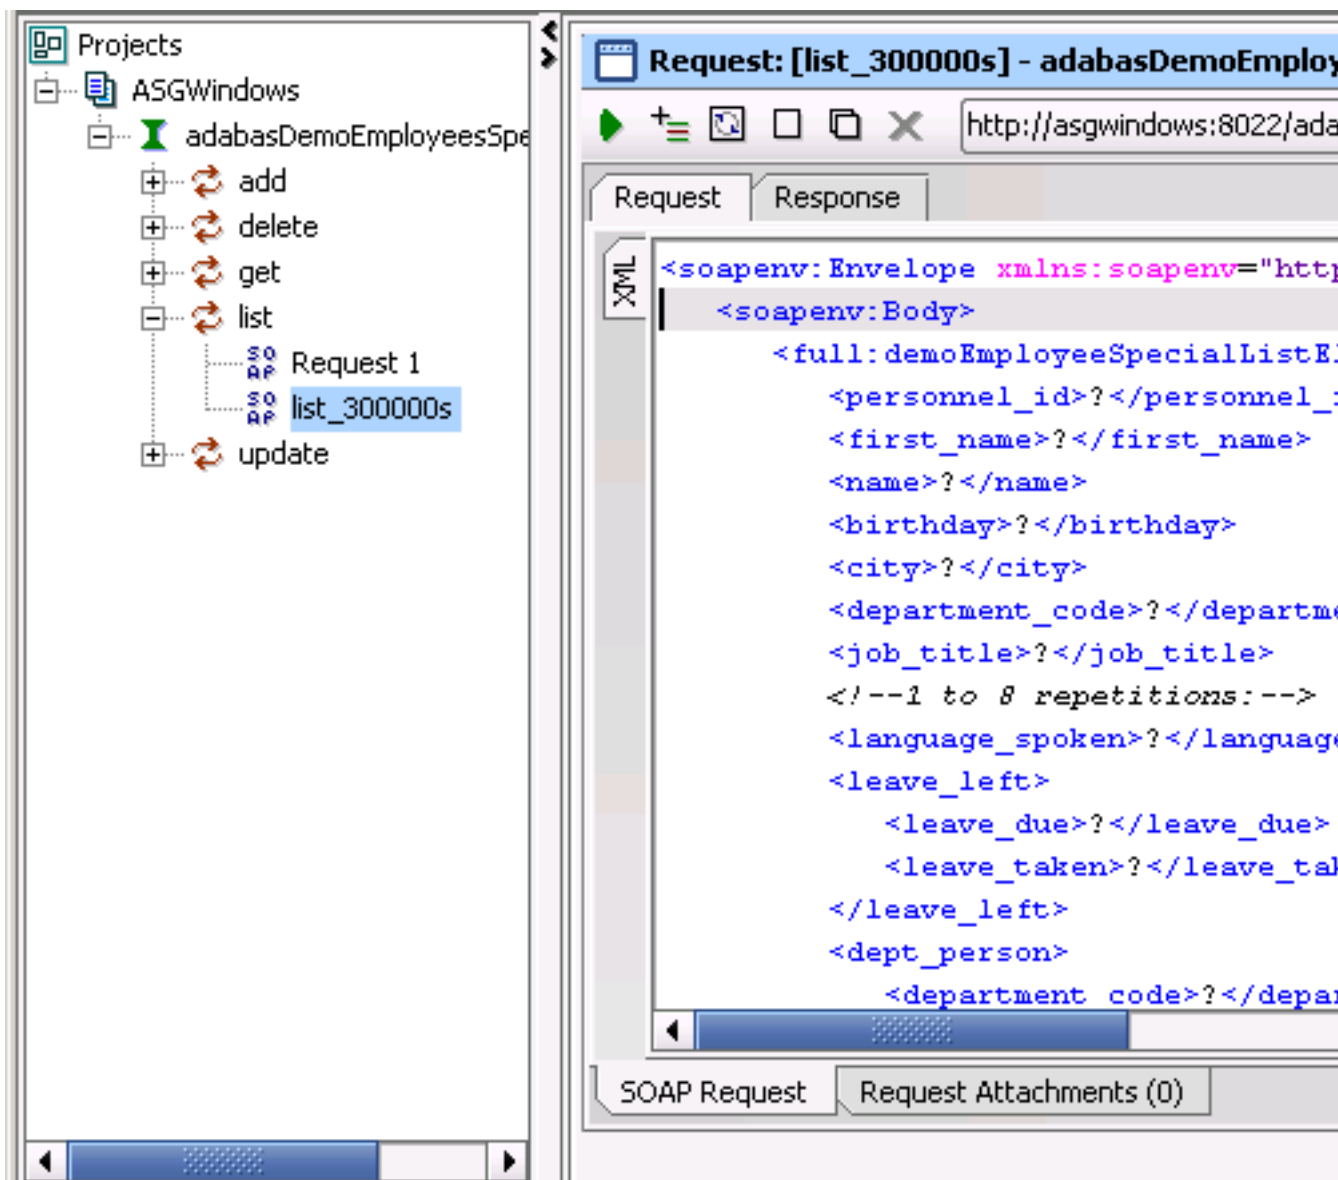 Projects
ASGWindows
adabasDemoEmployeesSpe
add
delete
get
list
SOAP Request 1
SOAP list_300000s
update
Request: [list_300000s] - adabasDemoEmploy
http://asgwindows:8022/ada
Request Response
XML
<soapenv:Envelope xmlns:soapenv="http
<soapenv:Body>
<full:demoEmployeeSpecialListEl
<personnel_id>?</personnel_i
<first_name>?</first_name>
<name>?</name>
<birthday>?</birthday>
<city>?</city>
<department_code>?</departme
<job_title>?</job_title>
<!--1 to 8 repetitions:-->
<language_spoken>?</language
<leave_left>
<leave_due>?</leave_due>
<leave_taken>?</leave_tak
</leave_left>
<dept_person>
<department_code>?</depar
SOAP Request Request Attachments (0)